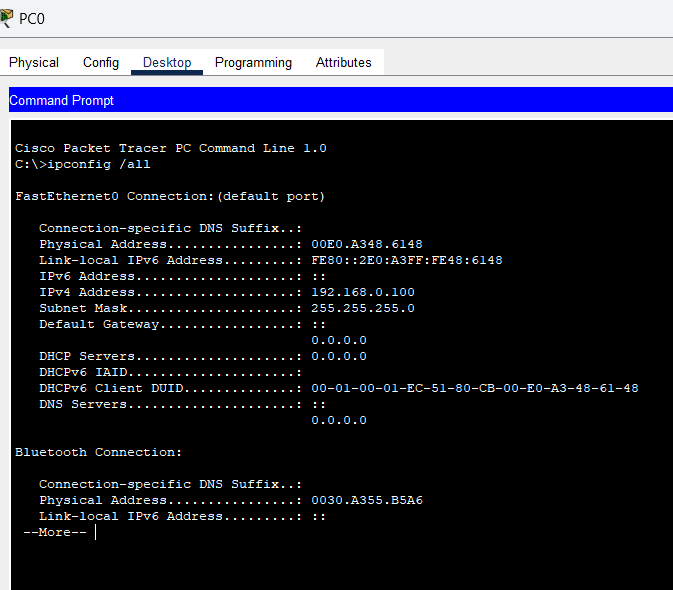 PC0
Physical Config Desktop Programming Attributes
Command Prompt
Cisco Packet Tracer PC Command Line 1.0
C:\>ipconfig /all
FastEthernet0 Connection:(default port)
Connection-specific DNS Suffix..:
Physical Address................: 00E0.A348.6148
Link-local IPv6 Address.........: FE80::2E0:A3FF:FE48:6148
IPv6 Address....................: ::
IPv4 Address....................: 192.168.0.100
Subnet Mask.....................: 255.255.255.0
Default Gateway.................: ::
0.0.0.0
DHCP Servers....................: 0.0.0.0
DHCPv6 IAID.....................:
DHCPv6 Client DUID..............: 00-01-00-01-EC-51-80-CB-00-E0-A3-48-61-48
DNS Servers.....................: ::
0.0.0.0
Bluetooth Connection:
Connection-specific DNS Suffix..:
Physical Address................: 0030.A355.B5A6
Link-local IPv6 Address.........: ::
--More--